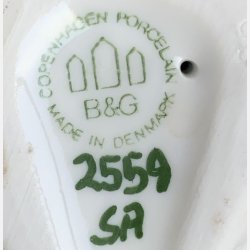 COPENHAGEN PORCELAIN
B&G
MADE IN DENMARK
2559
SA